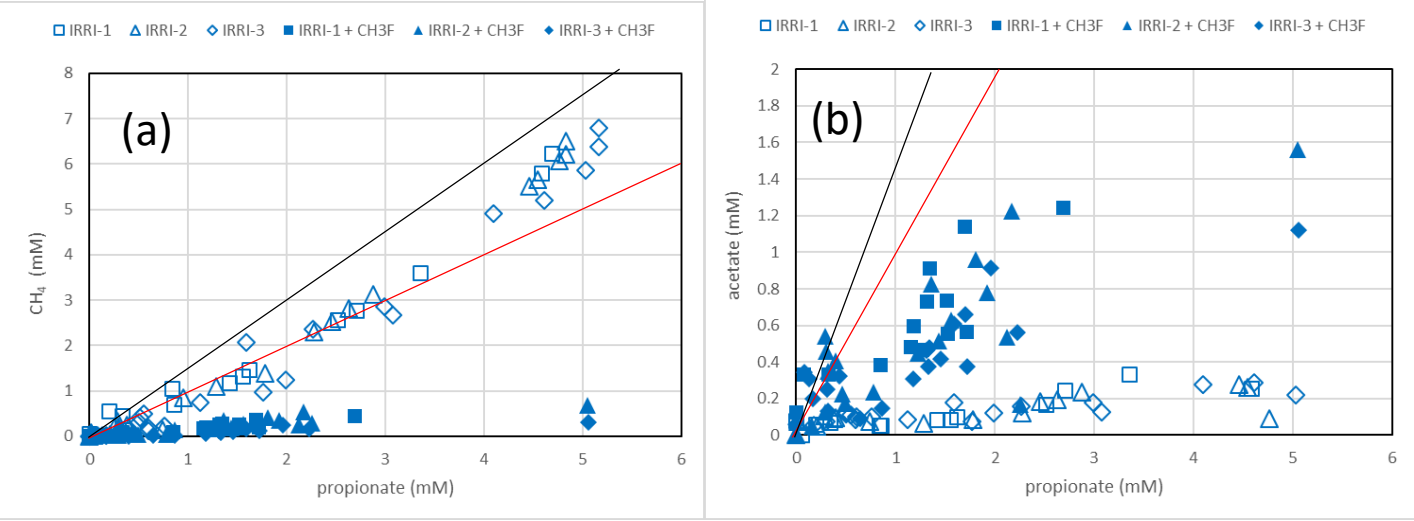 IRRI-1 IRRI-2 IRRI-3 IRRI-1 + CH3F IRRI-2 + CH3F IRRI-3 + CH3F
(a)
8
7
6
5
4
3
2
1
0
CH₄ (mM)
0 1 2 3 4 5 6
propionate (mM)
IRRI-1 IRRI-2 IRRI-3 IRRI-1 + CH3F IRRI-2 + CH3F IRRI-3 + CH3F
(b)
2
1.8
1.6
1.4
1.2
1
0.8
0.6
0.4
0.2
0
acetate (mM)
0 1 2 3 4 5 6
propionate (mM)